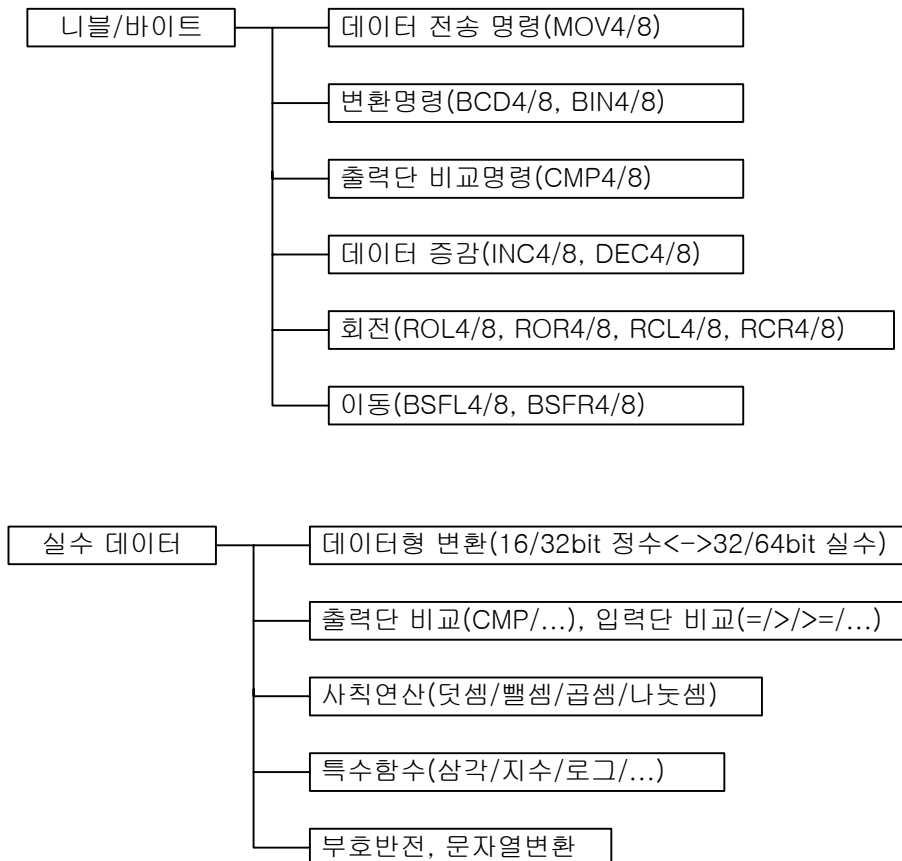 니블/바이트
데이터 전송 명령(MOV4/8)
변환명령(BCD4/8, BIN4/8)
출력단 비교명령(CMP4/8)
데이터 증감(INC4/8, DEC4/8)
회전(ROL4/8, ROR4/8, RCL4/8, RCR4/8)
이동(BSFL4/8, BSFR4/8)
실수 데이터
데이터형 변환(16/32bit 정수<->32/64bit 실수)
출력단 비교(CMP/...), 입력단 비교(=/>/>=/...)
사칙연산(덧셈/뺄셈/곱셈/나눗셈)
특수함수(삼각/지수/로그/...)
부호반전, 문자열변환